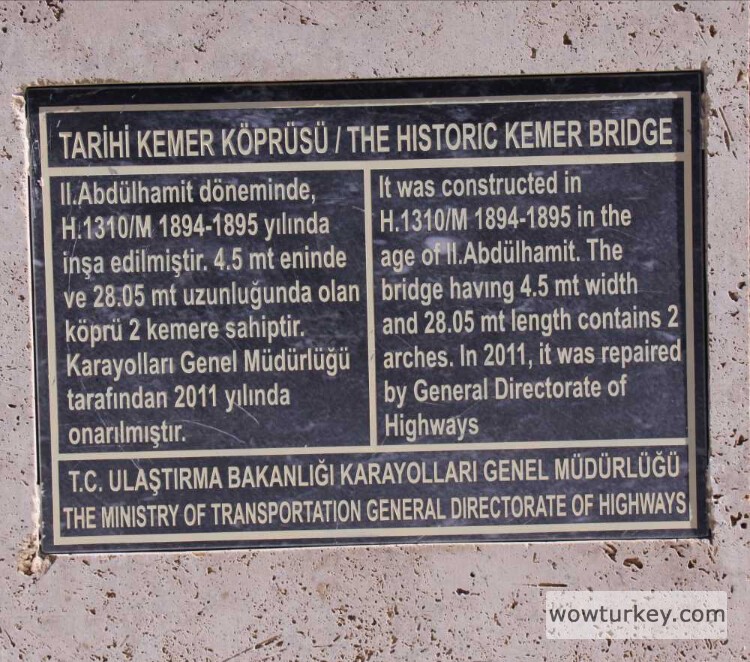 TARİHİ KEMER KÖPRÜSÜ / THE HISTORIC KEMER BRIDGE
II.Abdülhamit döneminde,
H.1310/M 1894-1895 yılında
inşa edilmiştir. 4.5 mt eninde
ve 28.05 mt uzunluğunda olan
köprü 2 kemere sahiptir.
Karayolları Genel Müdürlüğü
tarafından 2011 yılında
onarılmıştır.
It was constructed in
H.1310/M 1894-1895 in the
age of II.Abdülhamit. The
bridge havıng 4.5 mt width
and 28.05 mt length contains 2
arches. In 2011, it was repaired
by General Directorate of
Highways
T.C. ULAŞTIRMA BAKANLIĞI KARAYOLLARI GENEL MÜDÜRLÜĞÜ
THE MINISTRY OF TRANSPORTATION GENERAL DIRECTORATE OF HIGHWAYS
wowturkey.com